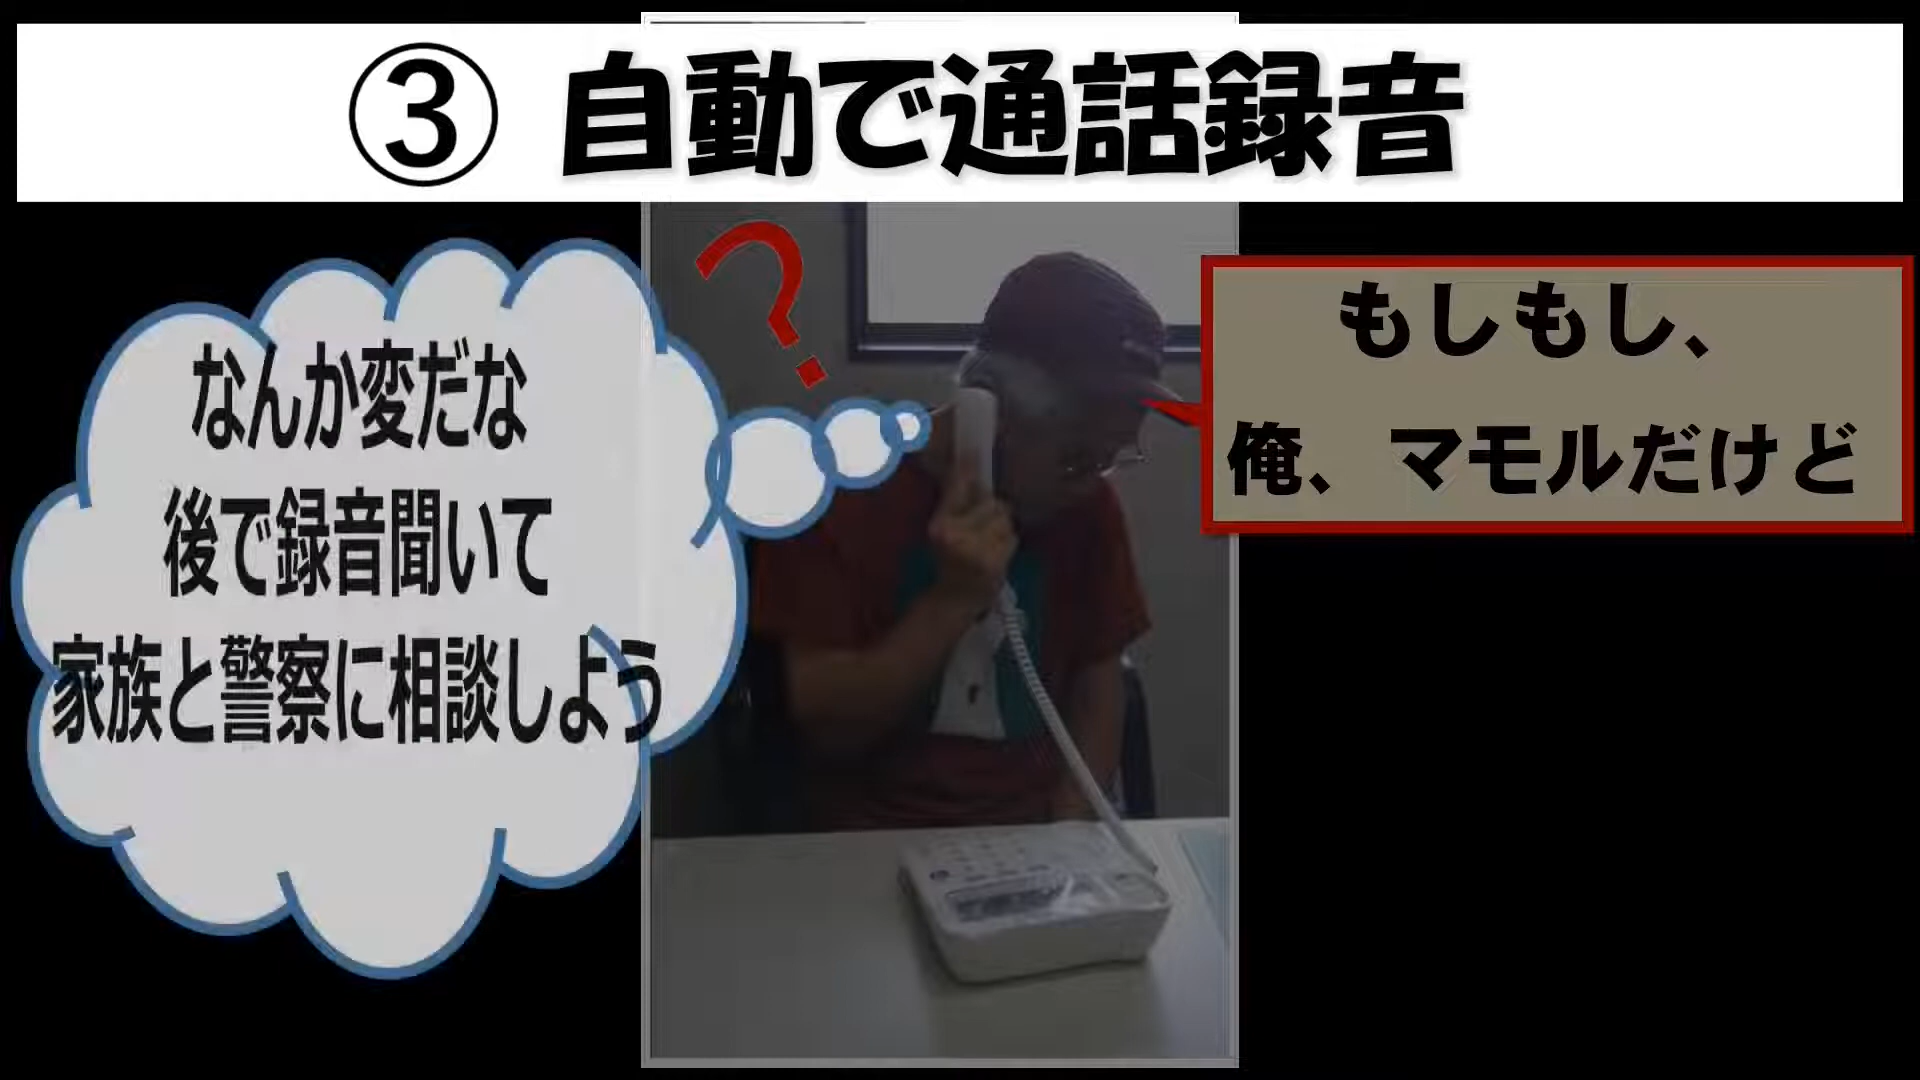 ③ 自動で通話録音
?
なんか変だな
後で録音聞いて
家族と警察に相談しよう
もしもし、
俺、マモルだけど